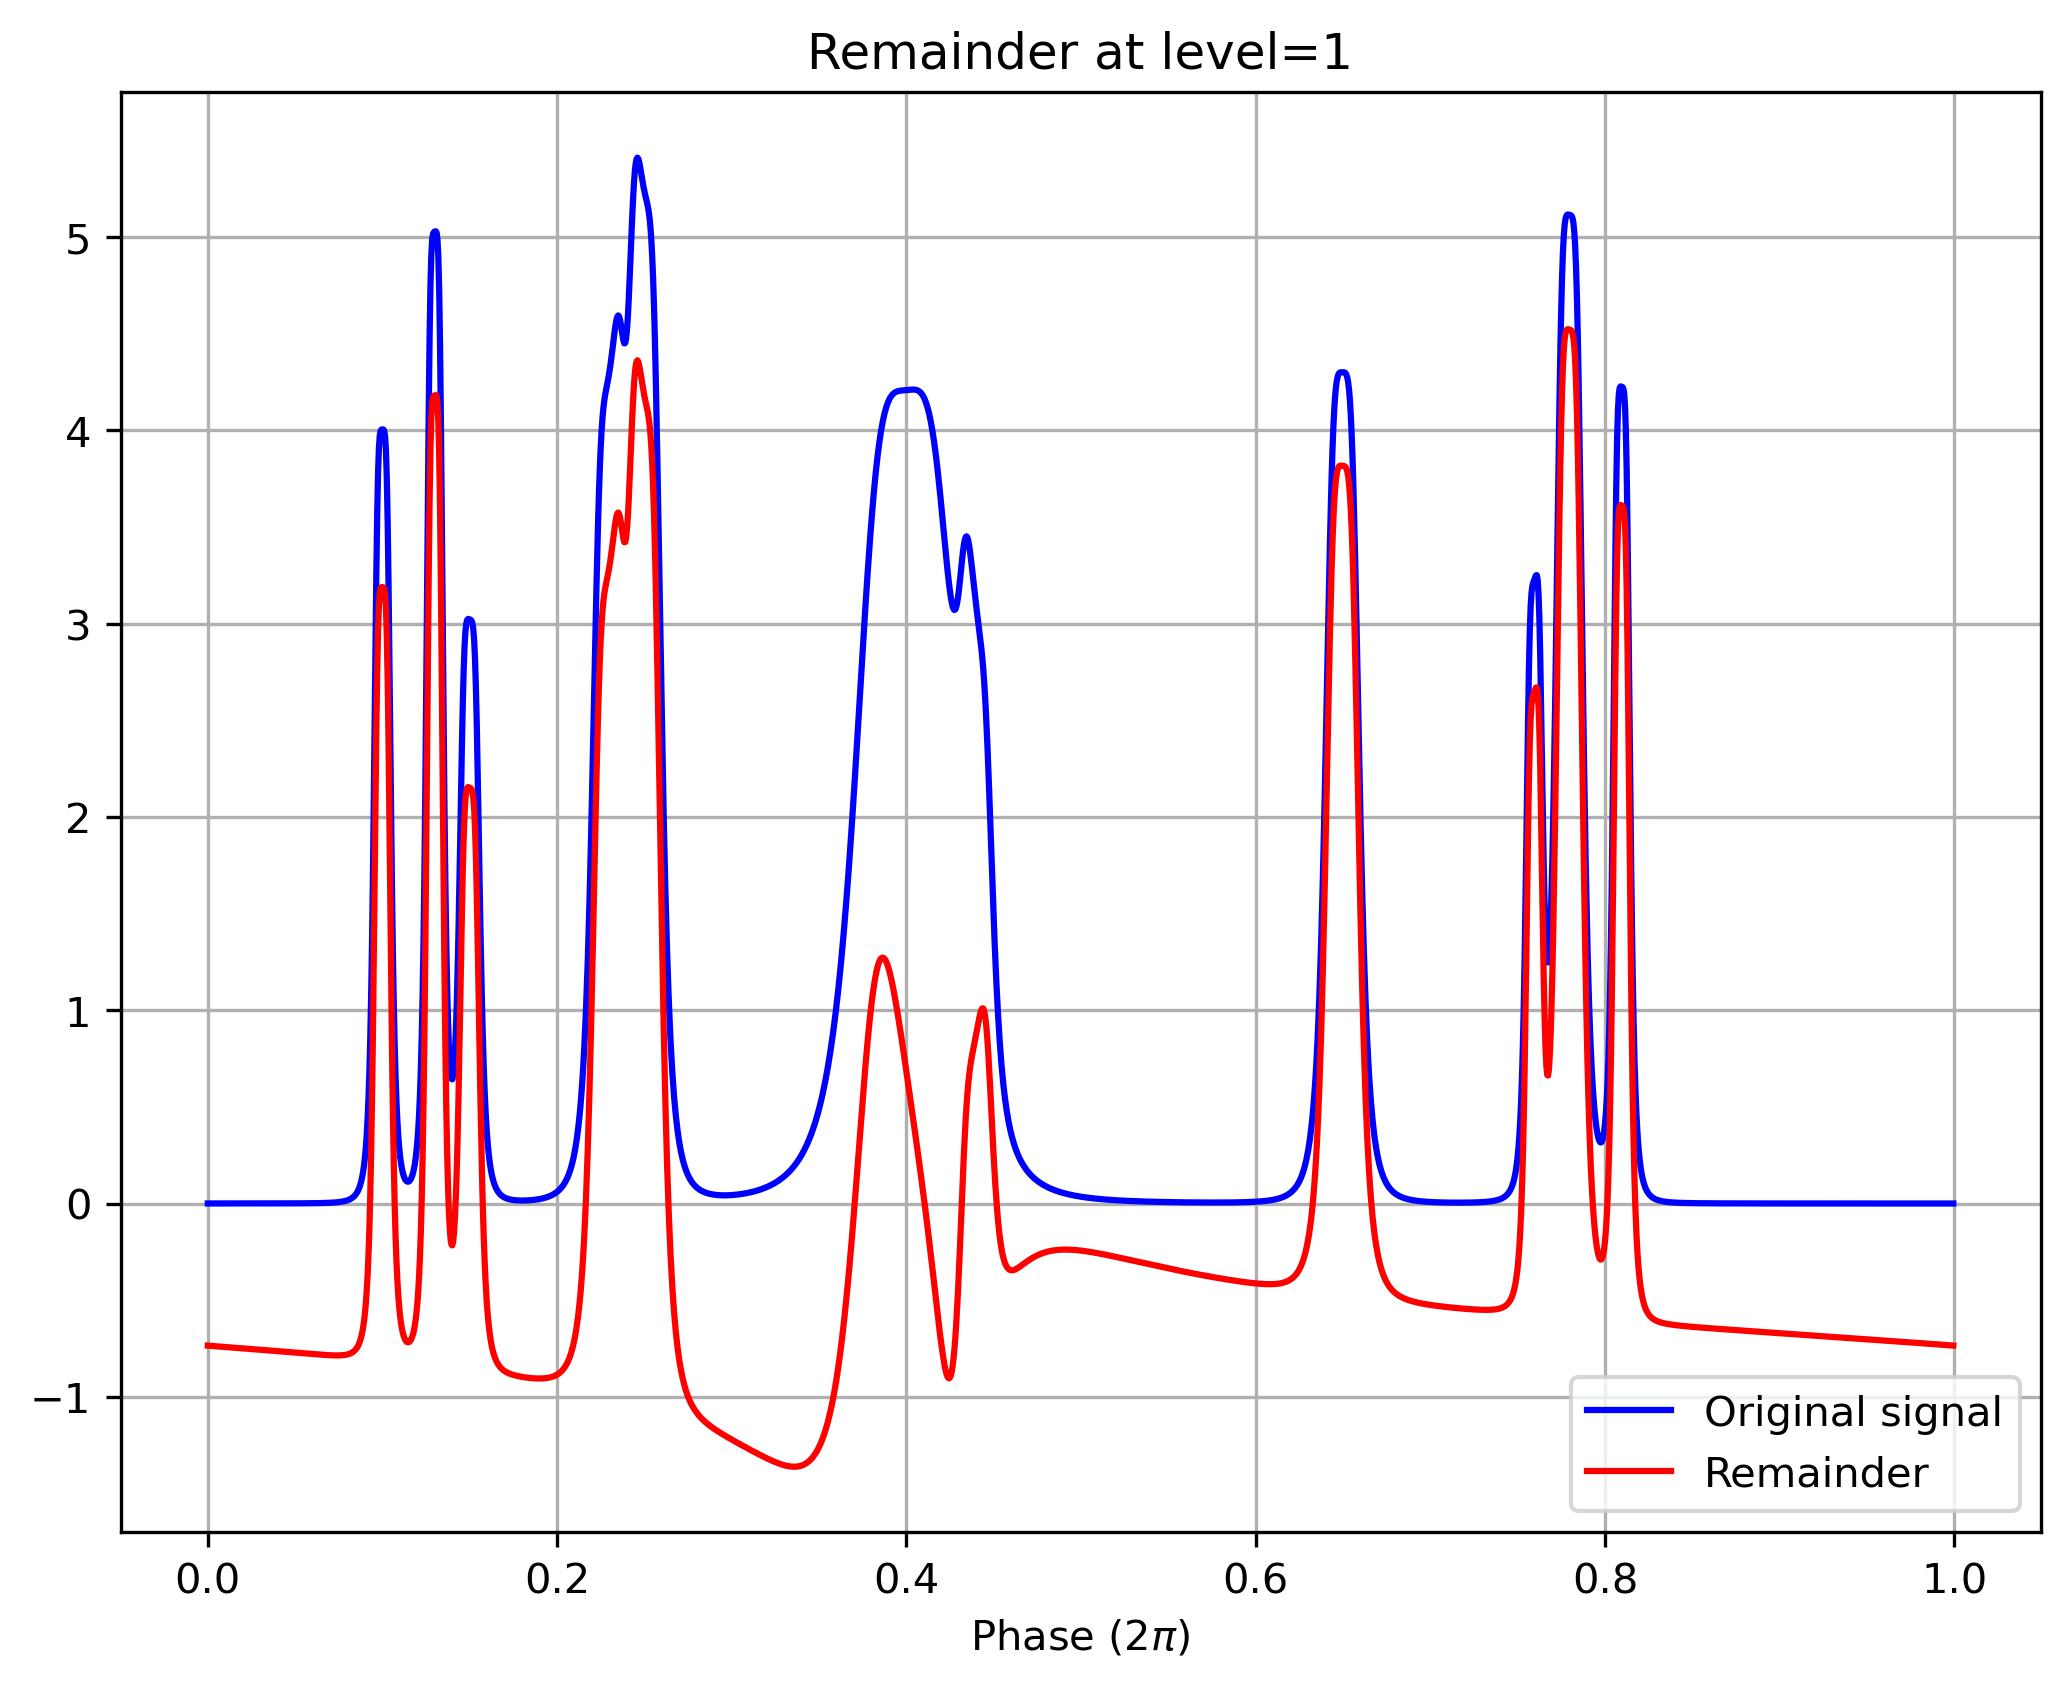 Remainder at level=1
5
4
3
2
1
0
−1
Original signal
Remainder
0.0 0.2 0.4 0.6 0.8 1.0
Phase (2π)